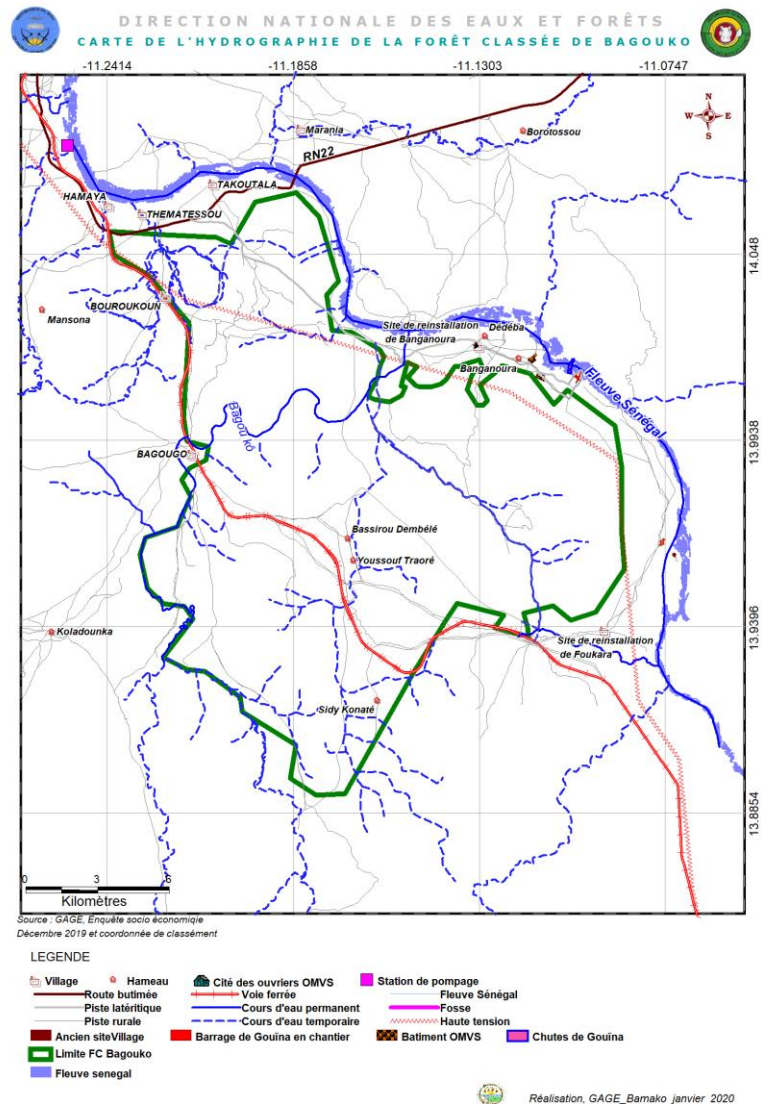 DIRECTION NATIONALE DES EAUX ET FORÊTS
CARTE DE L'HYDROGRAPHIE DE LA FORÊT CLASSÉE DE BAGOUKO
-11.2414 -11.1858 -11.1303 -11.0747
N
W E
S
Marania
Borotossou
RN22
TAKOUTALA
HAMAYA
THEMATESSOU
14.048
BOUROUKOUN
Mansona
Site de reinstallation
de Banganoura
Dédéba
Banganoura
Fleuve Sénégal
Bagou kô
13.9938
BAGOUGO
Bassirou Dembélé
Youssouf Traoré
Koladounka
13.9396
Site de reinstallation
de Foukara
Sidy Konaté
13.8854
0 3 6
Kilomètres
Source : GAGE, Enquête socio économiqie
Décembre 2019 et coordonnée de classément
LEGENDE
Village Hameau Cité des ouvriers OMVS Station de pompage
Route butimée Voie ferrée Fleuve Sénégal
Piste latéritique Cours d'eau permanent Fosse
Piste rurale Cours d'eau temporaire Haute tension
Ancien siteVillage Barrage de Gouïna en chantier Batiment OMVS Chutes de Gouïna
Limite FC Bagouko
Fleuve senegal
Réalisation, GAGE_Bamako janvier 2020